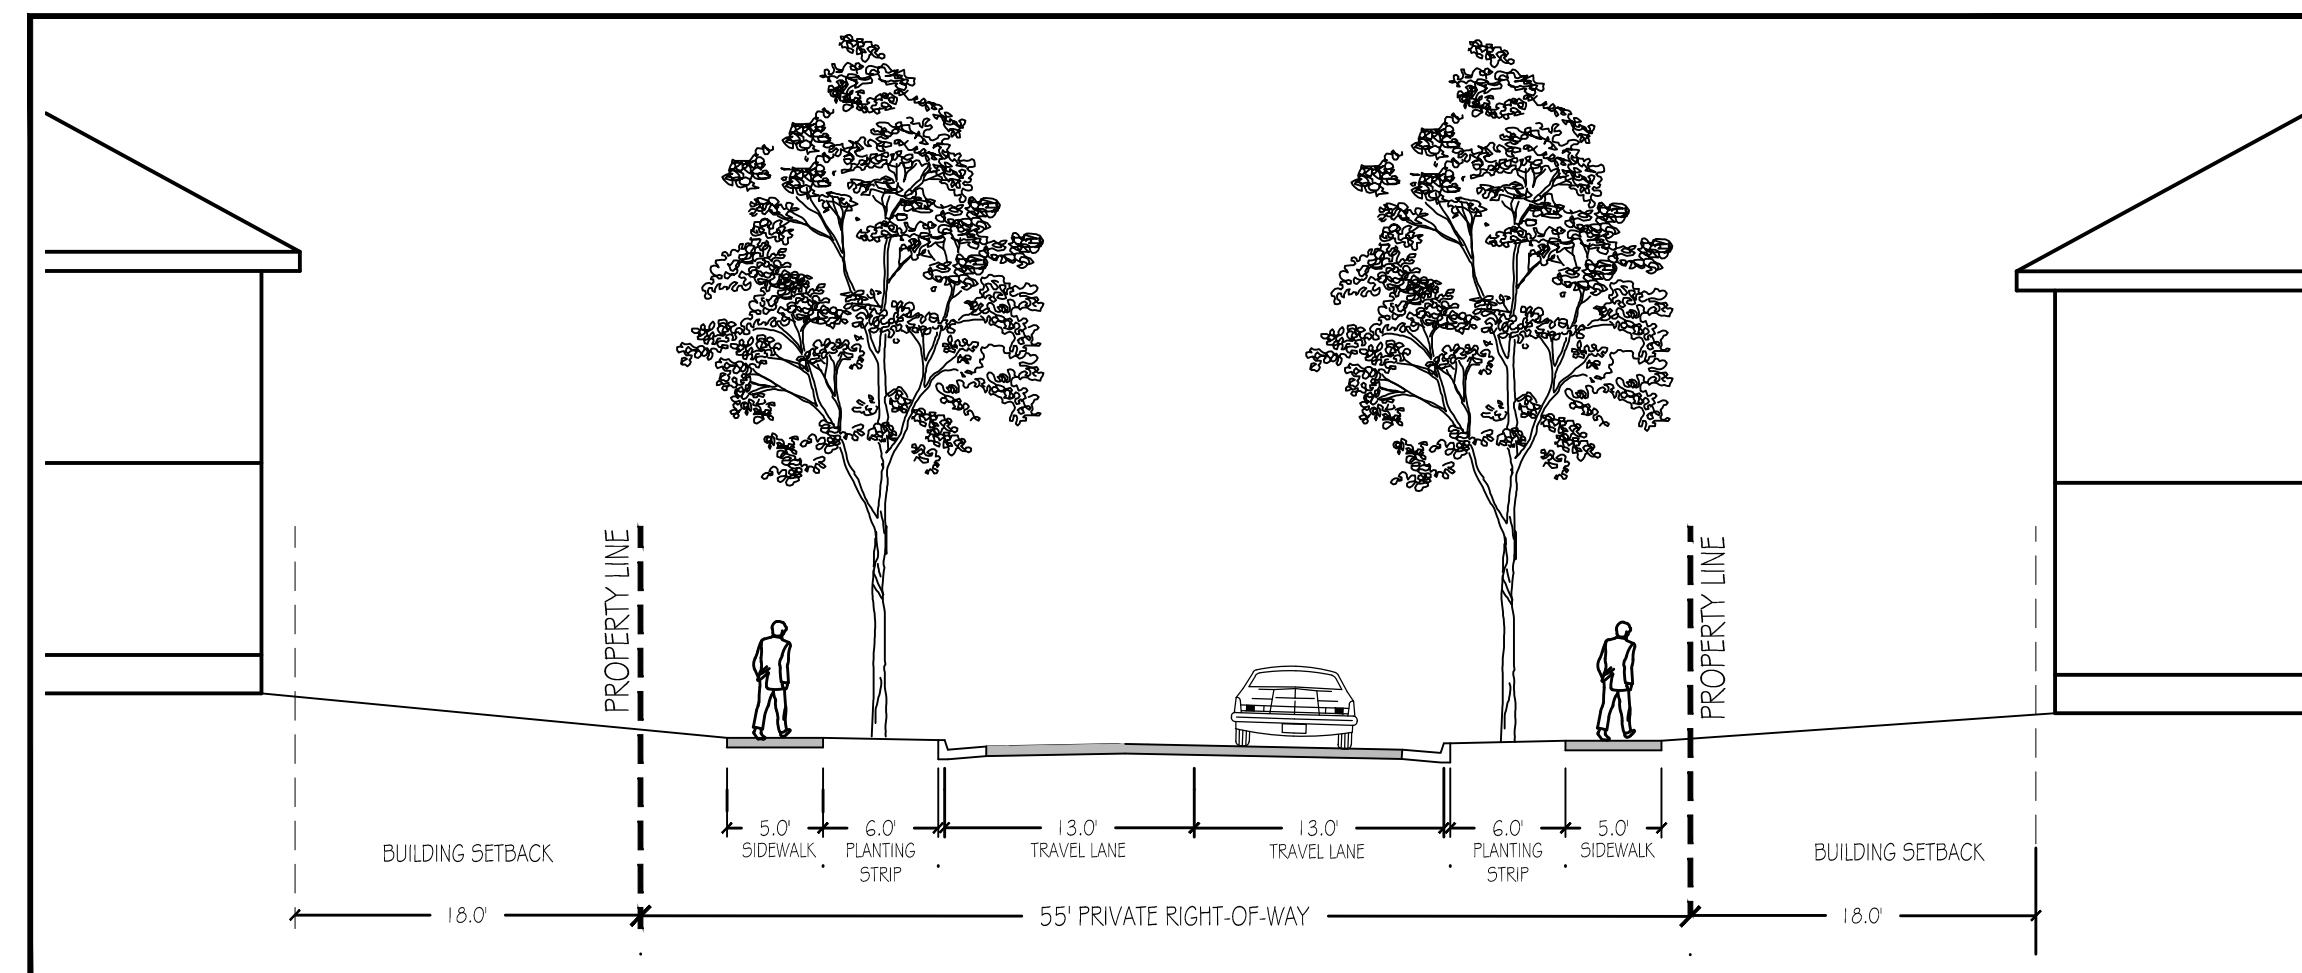 PROPERTY LINE
PROPERTY LINE
5.0'
6.0'
13.0'
13.0'
6.0'
5.0'
SIDEWALK
PLANTING
STRIP
TRAVEL LANE
TRAVEL LANE
PLANTING
STRIP
SIDEWALK
BUILDING SETBACK
BUILDING SETBACK
18.0'
55' PRIVATE RIGHT-OF-WAY
18.0'